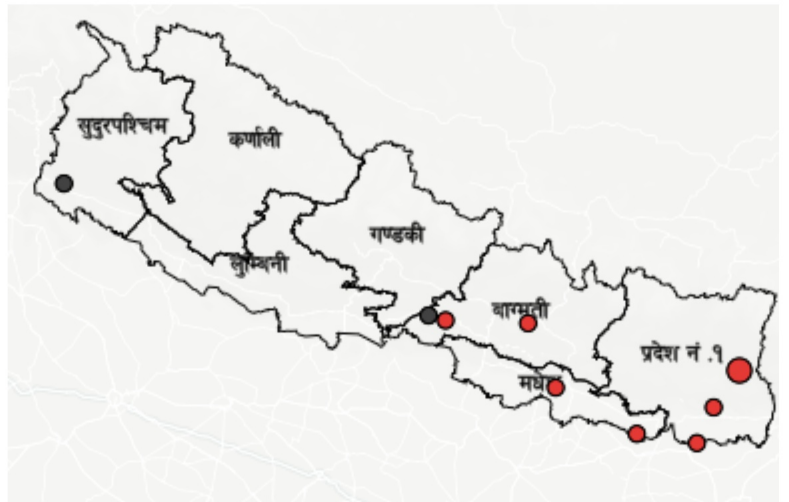 सुदुरपश्चिम
कर्णाली
गण्डकी
लुम्बिनी
बाग्मती
प्रदेश नं .१
मधेश